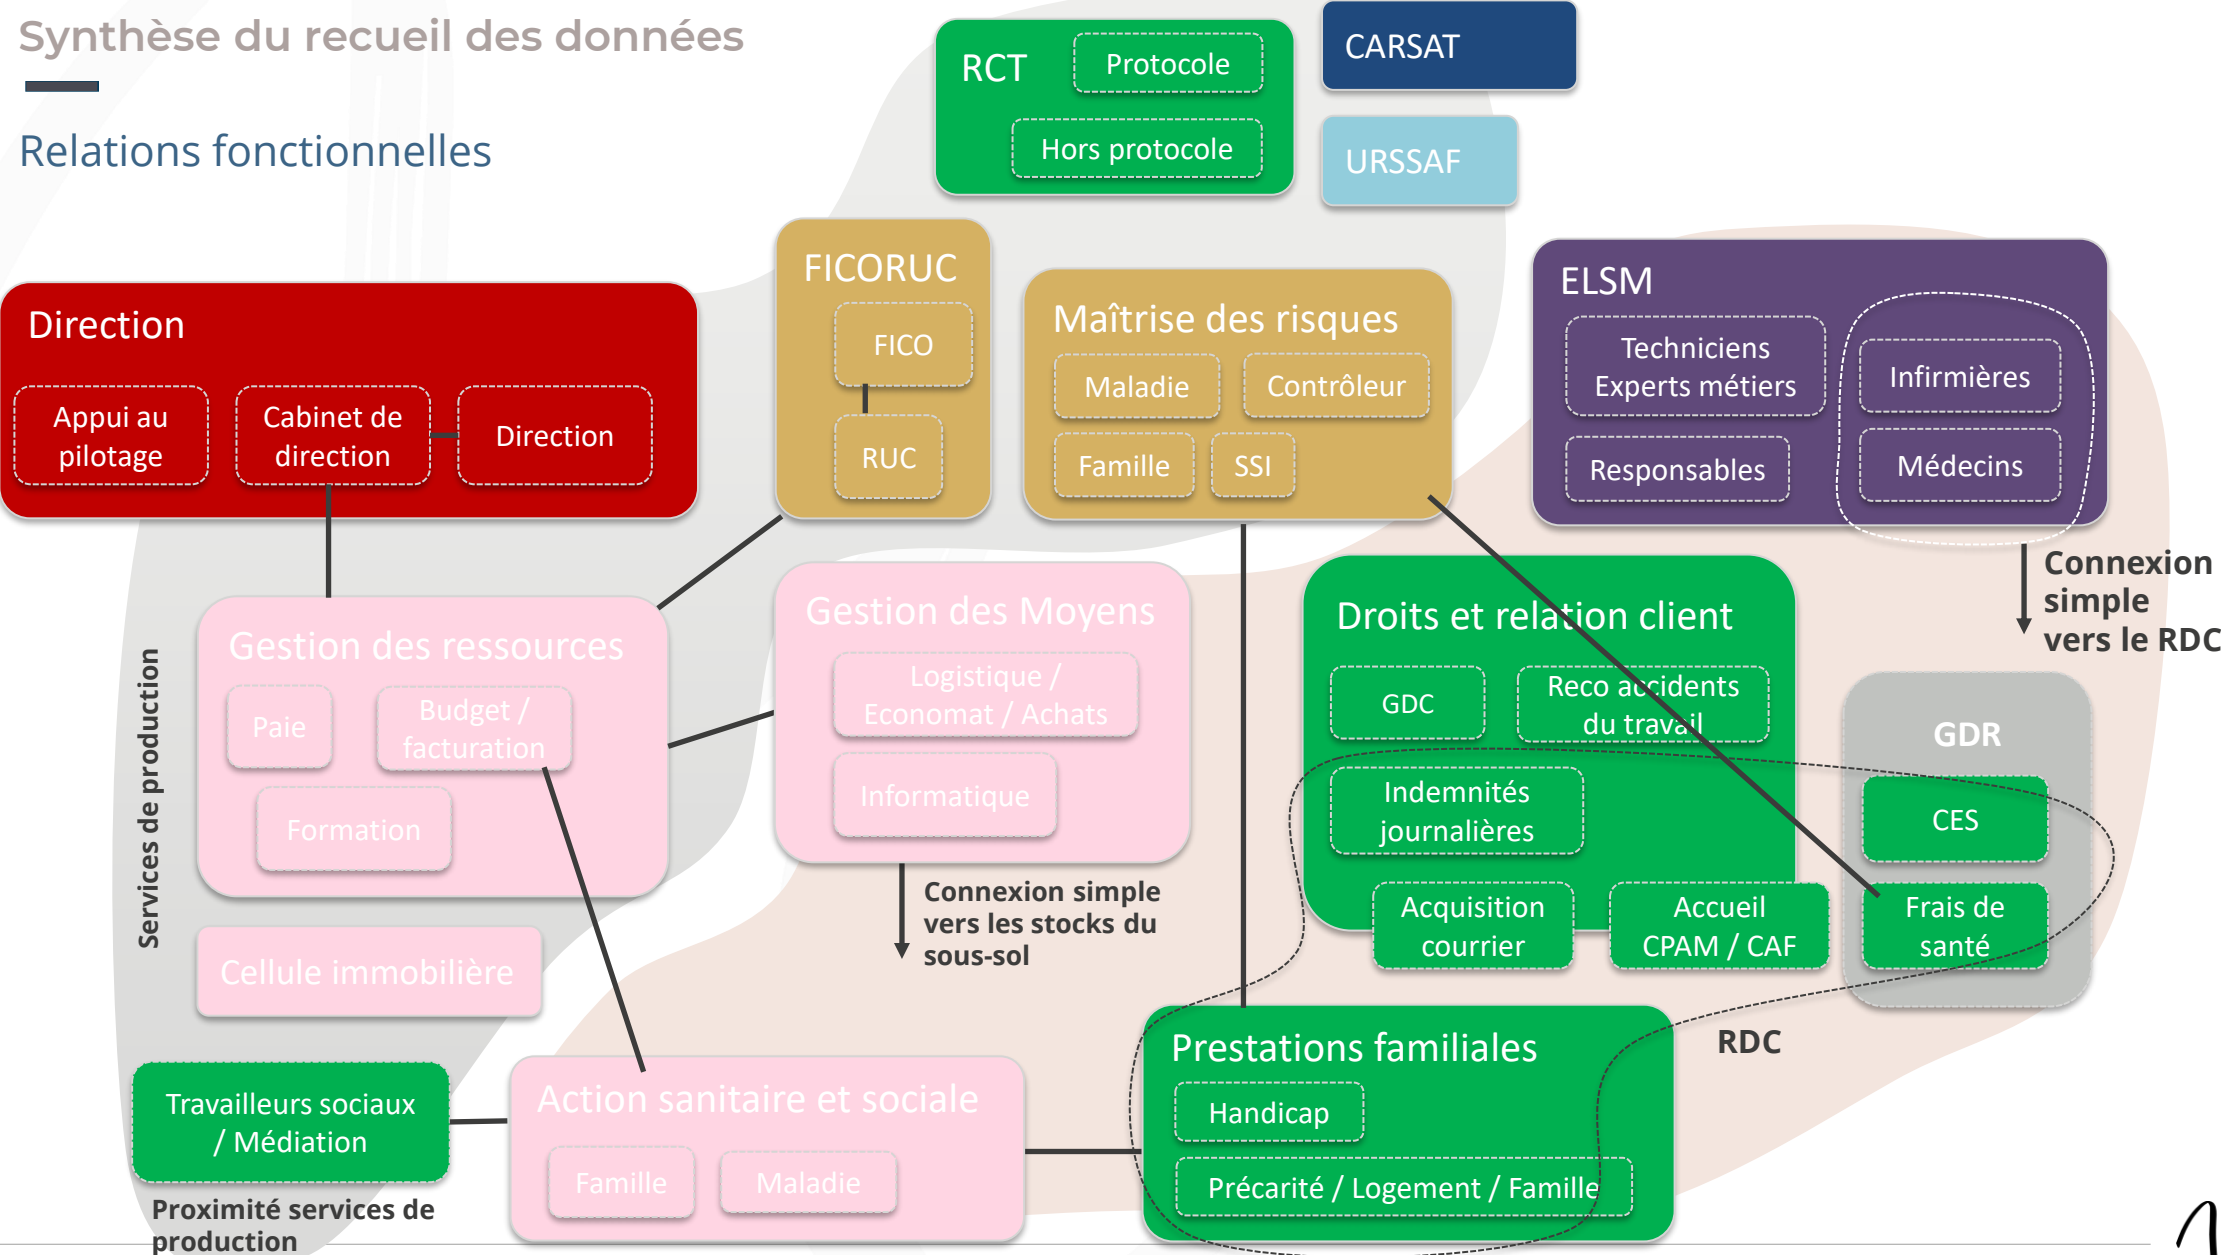 Synthèse du recueil des données
Relations fonctionnelles
RCT
Protocole
Hors protocole
CARSAT
URSSAF
Direction
Appui au
pilotage
Cabinet de
direction
Direction
FICORUC
FICO
RUC
Maîtrise des risques
Maladie
Contrôleur
Famille
SSI
ELSM
Techniciens
Experts métiers
Infirmières
Responsables
Médecins
Connexion
simple
vers le RDC
Services de production
Gestion des ressources
Paie
Budget /
facturation
Formation
Cellule immobilière
Gestion des Moyens
Logistique /
Economat / Achats
Informatique
Connexion simple
vers les stocks du
sous-sol
Droits et relation client
GDC
Reco accidents
du travail
Indemnités
journalières
Acquisition
courrier
Accueil
CPAM / CAF
GDR
CES
Frais de
santé
RDC
Travailleurs sociaux
/ Médiation
Proximité services de
production
Action sanitaire et sociale
Famille
Maladie
Prestations familiales
Handicap
Précarité / Logement / Famille